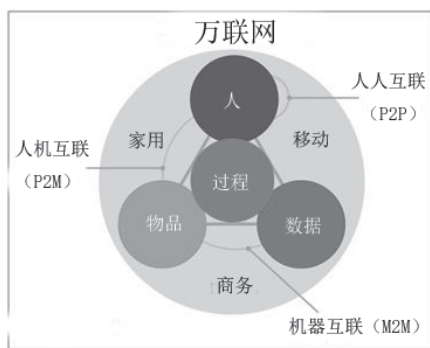 万联网
人
人人互联
（P2P）
家用
移动
人机互联
（P2M）
过程
物品
数据
商务
机器互联（M2M）